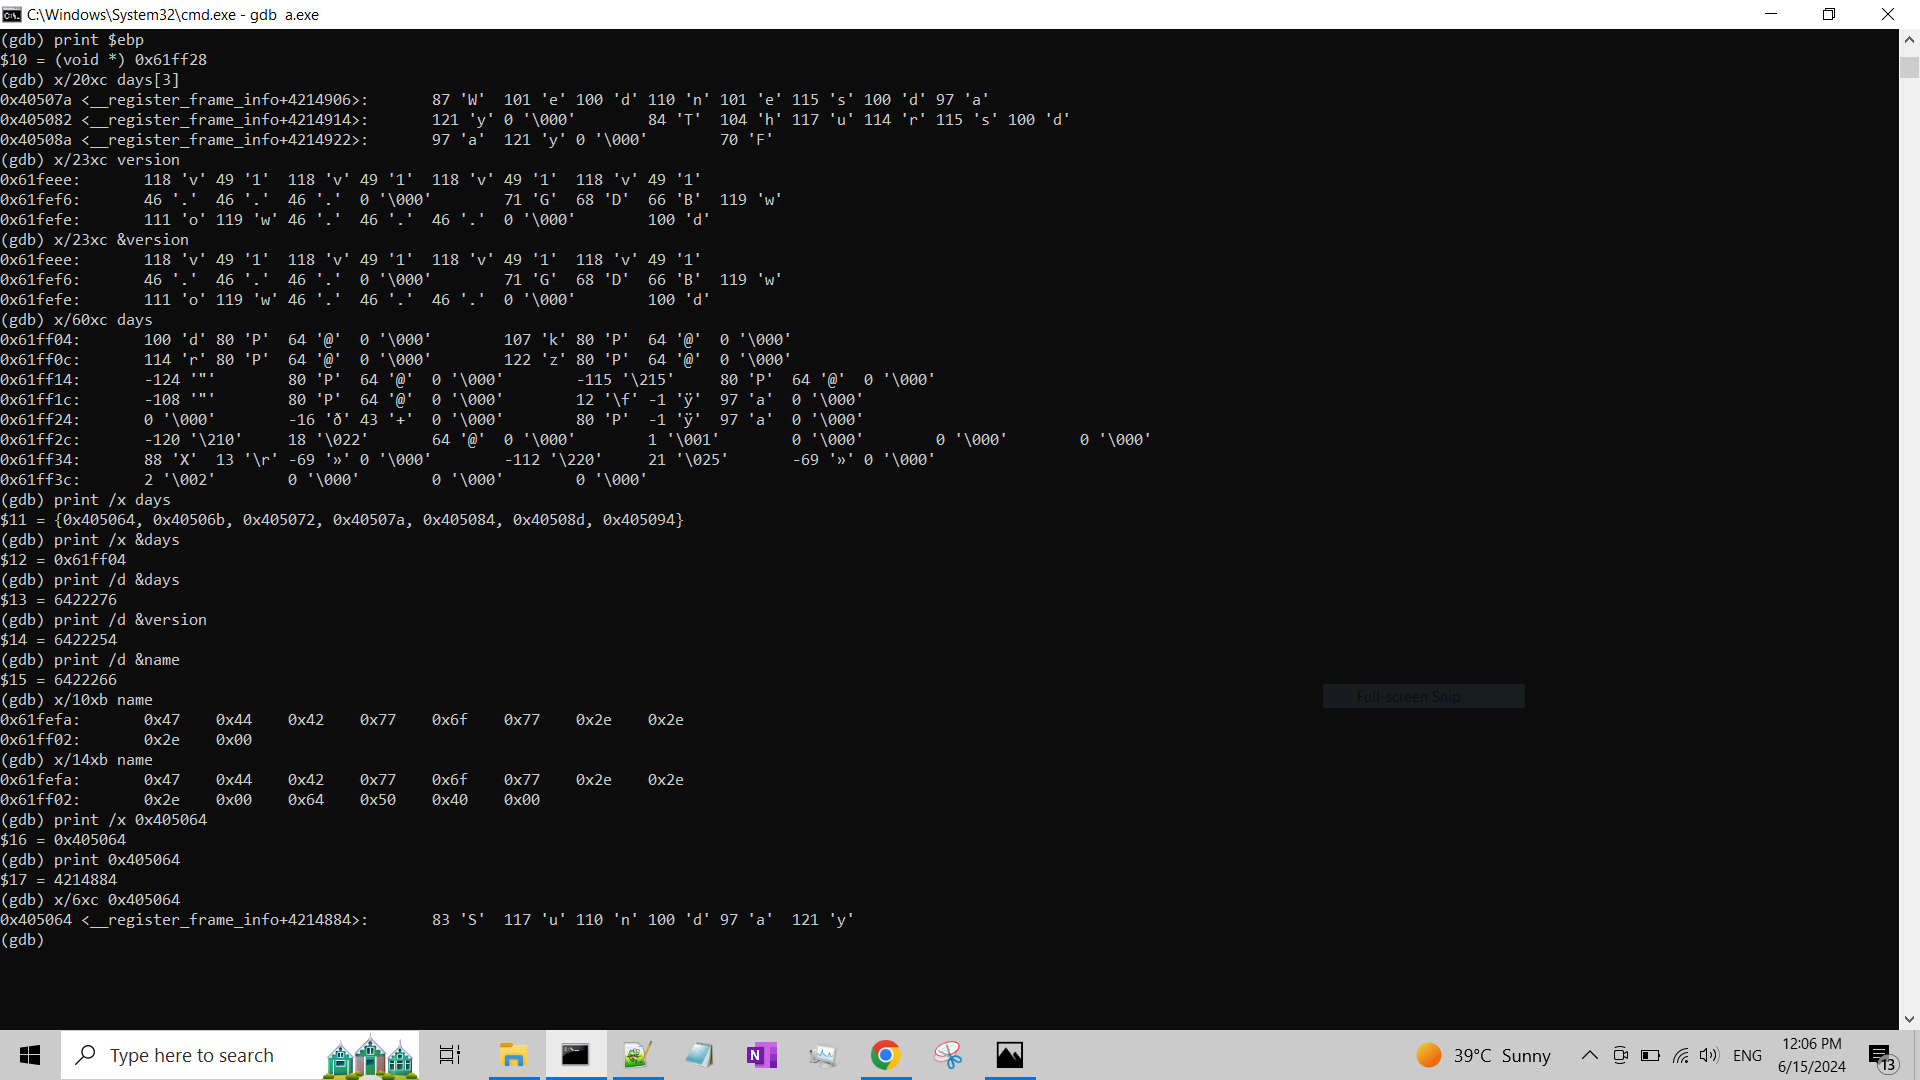 C:\Windows\System32\cmd.exe - gdb  a.exe
(gdb) print $ebp
$10 = (void *) 0x61ff28
(gdb) x/20xc days[3]
0x40507a <__register_frame_info+4214906>:       87 'W'  101 'e' 100 'd' 110 'n' 101 'e' 115 's' 100 'd' 97 'a'
0x405082 <__register_frame_info+4214914>:       121 'y' 0 '\000'        84 'T'  104 'h' 117 'u' 114 'r' 115 's' 100 'd'
0x40508a <__register_frame_info+4214922>:       97 'a'  121 'y' 0 '\000'        70 'F'
(gdb) x/23xc version
0x61feee:       118 'v' 49 '1'  118 'v' 49 '1'  118 'v' 49 '1'  118 'v' 49 '1'
0x61fef6:       46 '.'  46 '.'  46 '.'  0 '\000'        71 'G'  68 'D'  66 'B'  119 'w'
0x61fefe:       111 'o' 119 'w' 46 '.'  46 '.'  46 '.'  0 '\000'        100 'd'
(gdb) x/23xc &version
0x61feee:       118 'v' 49 '1'  118 'v' 49 '1'  118 'v' 49 '1'  118 'v' 49 '1'
0x61fef6:       46 '.'  46 '.'  46 '.'  0 '\000'        71 'G'  68 'D'  66 'B'  119 'w'
0x61fefe:       111 'o' 119 'w' 46 '.'  46 '.'  46 '.'  0 '\000'        100 'd'
(gdb) x/60xc days
0x61ff04:       100 'd' 80 'P'  64 '@'  0 '\000'        107 'k' 80 'P'  64 '@'  0 '\000'
0x61ff0c:       114 'r' 80 'P'  64 '@'  0 '\000'        122 'z' 80 'P'  64 '@'  0 '\000'
0x61ff14:       -124 '"'        80 'P'  64 '@'  0 '\000'        -115 '\215'     80 'P'  64 '@'  0 '\000'
0x61ff1c:       -108 '"'        80 'P'  64 '@'  0 '\000'        12 '\f' -1 'ÿ'  97 'a'  0 '\000'
0x61ff24:       0 '\000'        -16 'ð' 43 '+'  0 '\000'        80 'P'  -1 'ÿ'  97 'a'  0 '\000'
0x61ff2c:       -120 '\210'     18 '\022'       64 '@'  0 '\000'        1 '\001'        0 '\000'        0 '\000'        0 '\000'
0x61ff34:       88 'X'  13 '\r' -69 '»' 0 '\000'        -112 '\220'     21 '\025'       -69 '»' 0 '\000'
0x61ff3c:       2 '\002'        0 '\000'        0 '\000'        0 '\000'
(gdb) print /x days
$11 = {0x405064, 0x40506b, 0x405072, 0x40507a, 0x405084, 0x40508d, 0x405094}
(gdb) print /x &days
$12 = 0x61ff04
(gdb) print /d &days
$13 = 6422276
(gdb) print /d &version
$14 = 6422254
(gdb) print /d &name
$15 = 6422266
(gdb) x/10xb name
0x61fefa:       0x47    0x44    0x42    0x77    0x6f    0x77    0x2e    0x2e
0x61ff02:       0x2e    0x00
(gdb) x/14xb name
0x61fefa:       0x47    0x44    0x42    0x77    0x6f    0x77    0x2e    0x2e
0x61ff02:       0x2e    0x00    0x64    0x50    0x40    0x00
(gdb) print /x 0x405064
$16 = 0x405064
(gdb) print 0x405064
$17 = 4214884
(gdb) x/6xc 0x405064
0x405064 <__register_frame_info+4214884>:       83 'S'  117 'u' 110 'n' 100 'd' 97 'a'  121 'y'
(gdb)
Full-screen Snip
Type here to search
39°C Sunny
ENG
12:06 PM
6/15/2024
13